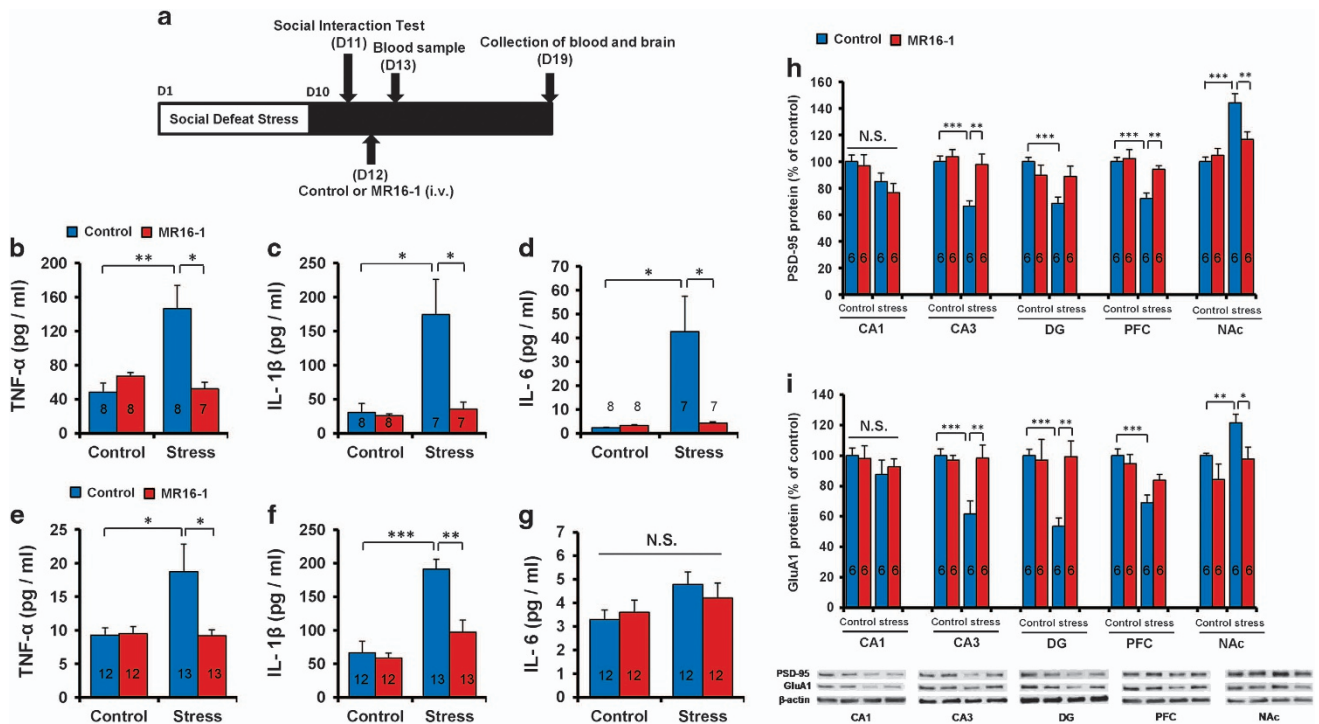 a
Social Interaction Test
(D11)
Blood sample
(D13)
Collection of blood and brain
(D19)
D1
D10
Social Defeat Stress
(D12)
Control or MR16-1 (i.v.)
b
Control MR16-1
TNF-α (pg / ml)
200
160
120
80
40
0
** *
8 8 8 7
Control Stress
c
IL- 1β (pg / ml)
250
200
150
100
50
0
* *
8 8 7 7
Control Stress
d
IL- 6 (pg / ml)
60
50
40
30
20
10
0
* *
8 8 7 7
Control Stress
e
Control MR16-1
TNF-α (pg / ml)
25
20
15
10
5
0
* *
12 12 13 13
Control Stress
f
IL- 1β (pg / ml)
250
200
150
100
50
0
*** **
12 12 13 13
Control Stress
g
IL- 6 (pg / ml)
7
6
5
4
3
2
1
0
N.S.
12 12 12 12
Control Stress
h
Control MR16-1
PSD-95 protein (% of control)
160
140
120
100
80
60
40
20
0
N.S. *** ** *** *** ** *** **
6 6 6 6 6 6 6 6 6 6 6 6 6 6 6 6 6 6 6 6
Control stress Control stress Control stress Control stress Control stress
CA1 CA3 DG PFC NAc
i
GluA1 protein (% of control)
140
120
100
80
60
40
20
0
N.S. *** ** *** ** *** ** *
6 6 6 6 6 6 6 6 6 6 6 6 6 6 6 6 6 6 6 6
Control stress Control stress Control stress Control stress Control stress
CA1 CA3 DG PFC NAc
PSD-95
GluA1
β-actin
CA1 CA3 DG PFC NAc